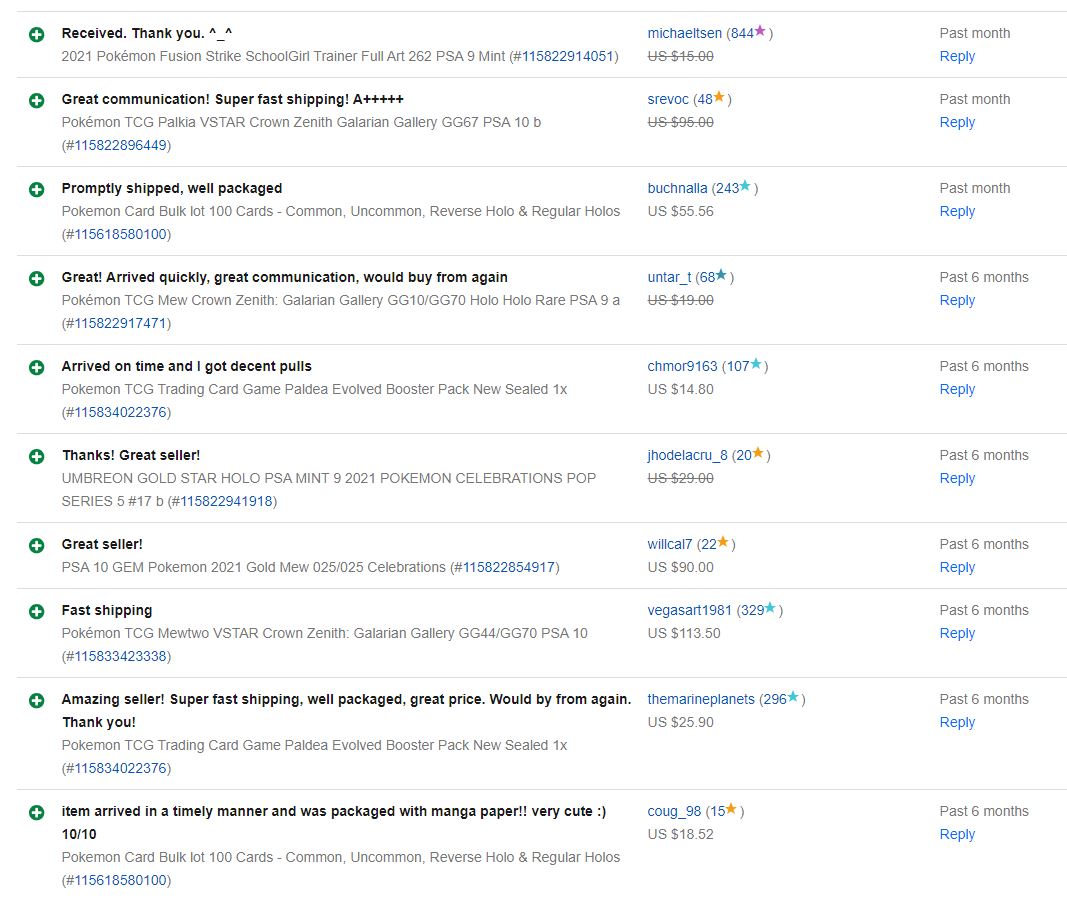 Received. Thank you. ^_^ michaeltsen (844 ) Past month
2021 Pokémon Fusion Strike SchoolGirl Trainer Full Art 262 PSA 9 Mint (#115822914051) US $15.00 Reply
Great communication! Super fast shipping! A+++++ srevoc (48 ) Past month
Pokémon TCG Palkia VSTAR Crown Zenith Galarian Gallery GG67 PSA 10 b US $95.00 Reply
(#115822896449)
Promptly shipped, well packaged buchnalla (243 ) Past month
Pokemon Card Bulk lot 100 Cards - Common, Uncommon, Reverse Holo & Regular Holos US $55.56 Reply
(#115618580100)
Great! Arrived quickly, great communication, would buy from again untar_t (68 ) Past 6 months
Pokémon TCG Mew Crown Zenith: Galarian Gallery GG10/GG70 Holo Holo Rare PSA 9 a US $19.00 Reply
(#115822917471)
Arrived on time and I got decent pulls chmor9163 (107 ) Past 6 months
Pokemon TCG Trading Card Game Paldea Evolved Booster Pack New Sealed 1x US $14.80 Reply
(#115834022376)
Thanks! Great seller! jhodelacru_8 (20 ) Past 6 months
UMBREON GOLD STAR HOLO PSA MINT 9 2021 POKEMON CELEBRATIONS POP US $29.00 Reply
SERIES 5 #17 b (#115822941918)
Great seller! willcal7 (22 ) Past 6 months
PSA 10 GEM Pokemon 2021 Gold Mew 025/025 Celebrations (#115822854917) US $90.00 Reply
Fast shipping vegasart1981 (329 ) Past 6 months
Pokémon TCG Mewtwo VSTAR Crown Zenith: Galarian Gallery GG44/GG70 PSA 10 US $113.50 Reply
(#115833423338)
Amazing seller! Super fast shipping, well packaged, great price. Would by from again. themarineplanets (296 ) Past 6 months
Thank you! US $25.90 Reply
Pokemon TCG Trading Card Game Paldea Evolved Booster Pack New Sealed 1x
(#115834022376)
item arrived in a timely manner and was packaged with manga paper!! very cute :) coug_98 (15 ) Past 6 months
10/10 US $18.52 Reply
Pokemon Card Bulk lot 100 Cards - Common, Uncommon, Reverse Holo & Regular Holos
(#115618580100)